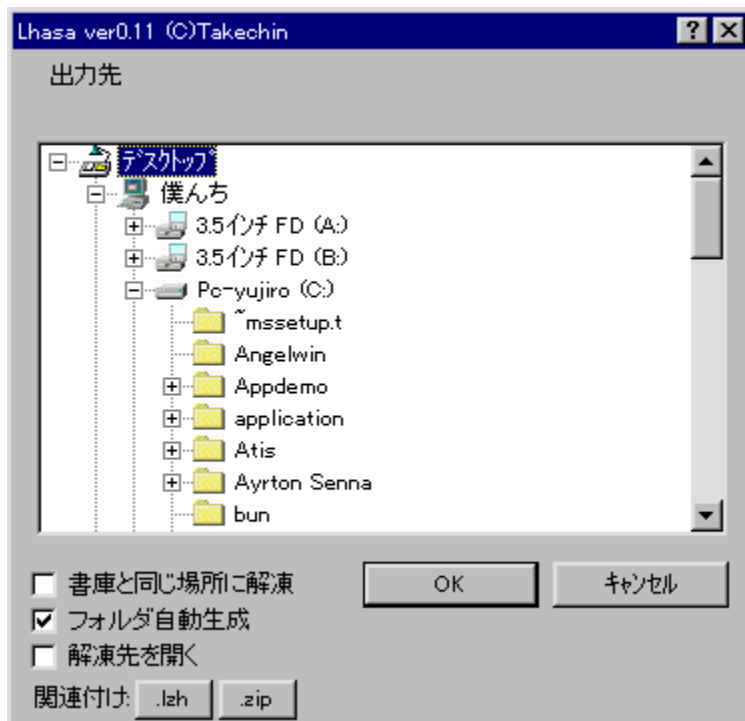 Lhasa ver0.11 (C)Takechin
出力先
ﾃﾞｽｸﾄｯﾌﾟ
僕んち
3.5ｲﾝﾁ FD (A:)
3.5ｲﾝﾁ FD (B:)
Pc-yujiro (C:)
~mssetup.t
Angelwin
Appdemo
application
Atis
Ayrton Senna
bun
書庫と同じ場所に解凍
OK
ｷｬﾝｾﾙ
フォルダ自動生成
解凍先を開く
関連付け: .lzh .zip